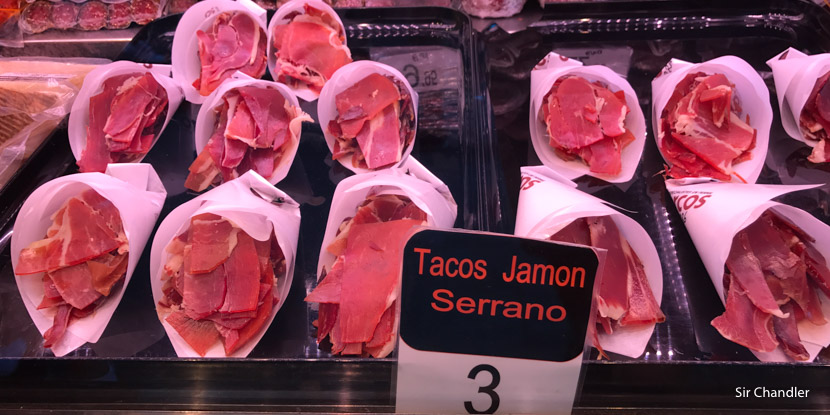 Tacos Jamon
Serrano
3
Sir Chandler